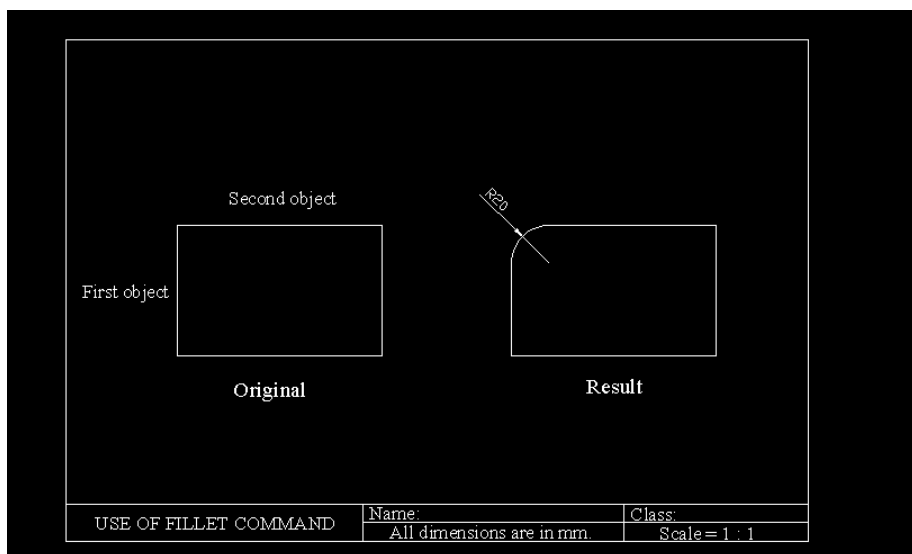 Second object
R20
First object
Original
Result
USE OF FILLET COMMAND
Name:
Class:
All dimensions are in mm.
Scale = 1 : 1